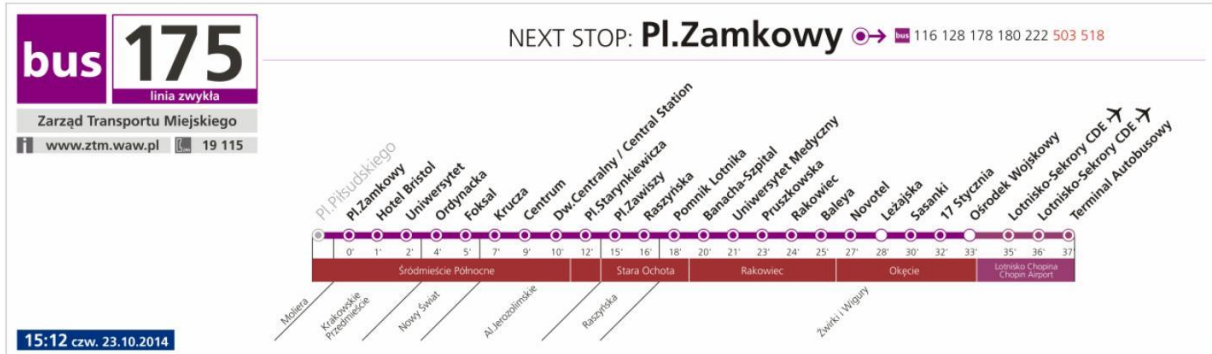 bus 175
linia zwykła
Zarząd Transportu Miejskiego
i www.ztm.waw.pl 19 115
NEXT STOP: Pl.Zamkowy bus 116 128 178 180 222 503 518
Pl.Piłsudskiego
Pl.Zamkowy
Hotel Bristol
Uniwersytet
Ordynacka
Foksal
Krucza
Centrum
Dw.Centralny / Central Station
Pl.Starynkiewicza
Pl.Zawiszy
Raszyńska
Pomnik Lotnika
Banacha-Szpital
Uniwersytet Medyczny
Pruszkowska
Rakowiec
Baleya
Novotel
Leżajska
Sasanki
17 Stycznia
Ośrodek Wojskowy
Lotnisko-Sekrory CDE
Lotnisko-Sekrory CDE
Terminal Autobusowy
0' 1' 2' 4' 5' 7' 9' 10' 12' 15' 16' 18' 20' 21' 23' 24' 25' 27' 28' 30' 32' 33' 35' 36' 37'
Śródmieście Północne Stara Ochota Rakowiec Okęcie Lotnisko Chopina
Chopin Airport
Moliera
Krakowskie
Przedmieście
Nowy Świat
Al.Jerozolimskie
Raszyńska
Żwirki i Wigury
15:12 czw. 23.10.2014